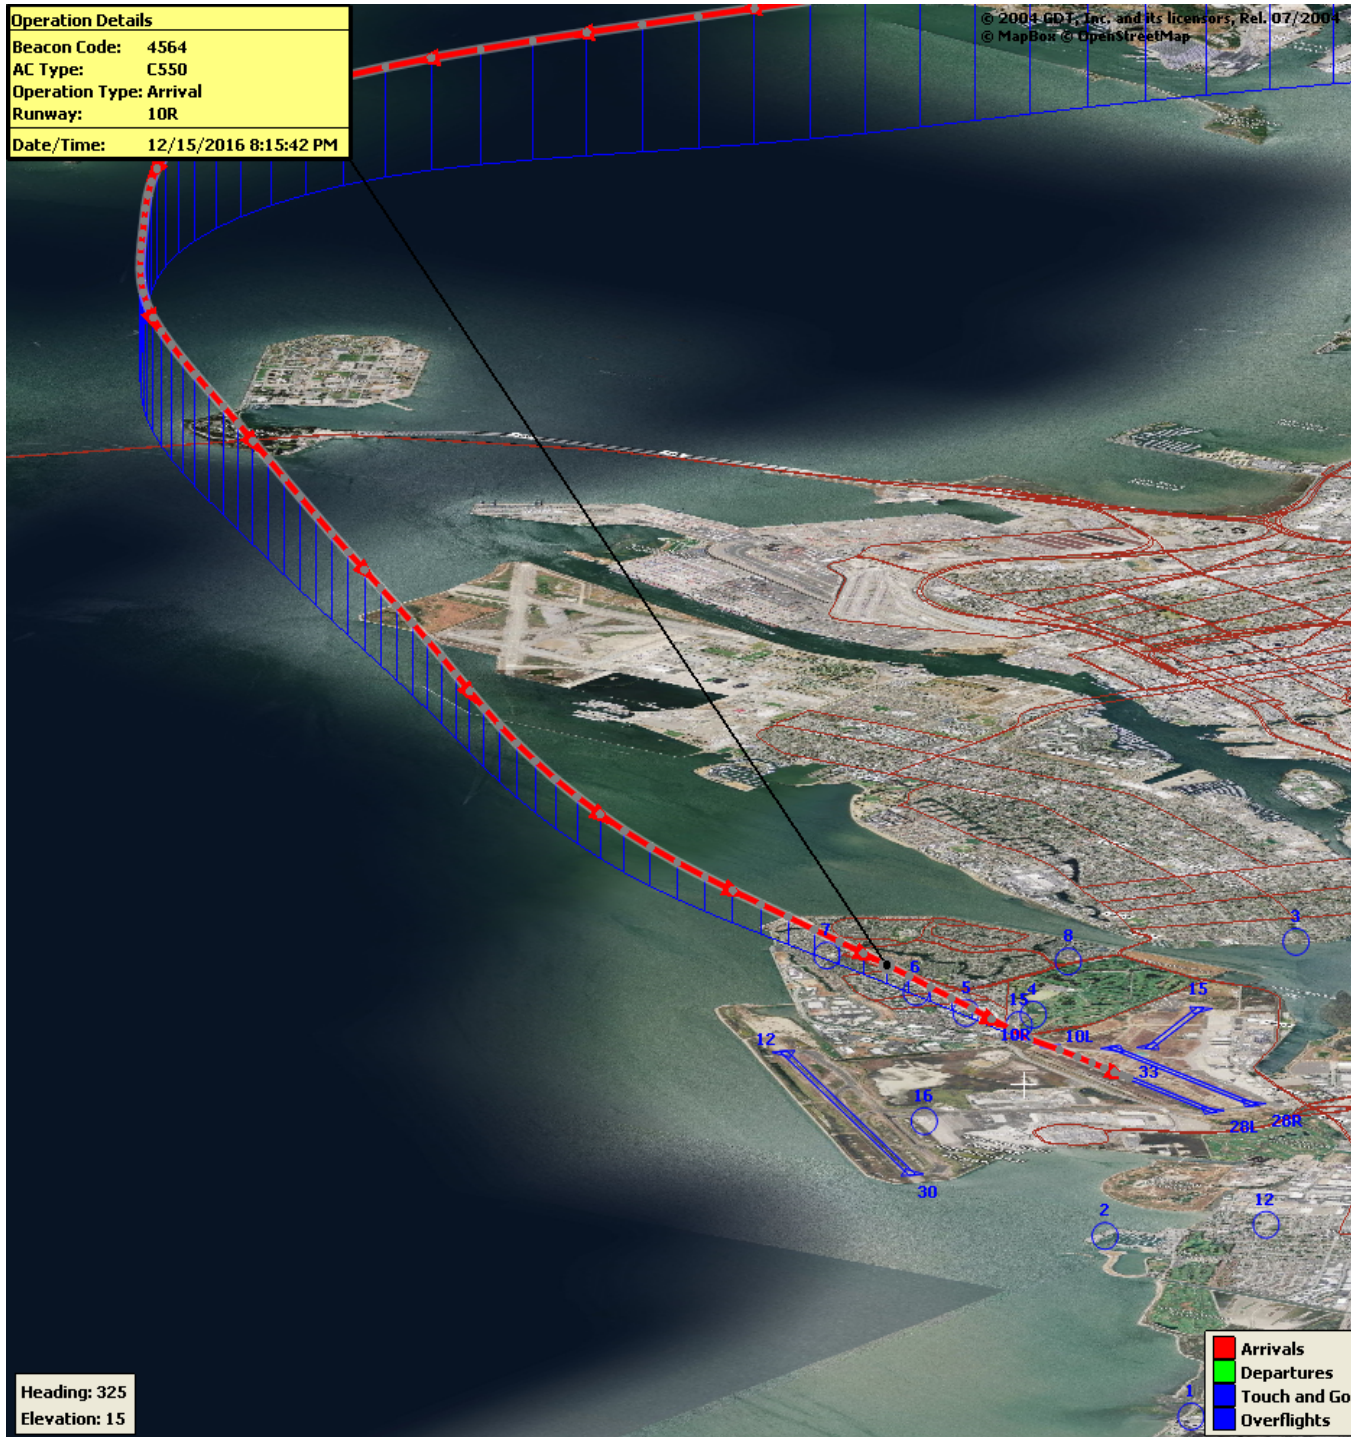 Operation Details
Beacon Code: 4564
AC Type: C550
Operation Type: Arrival
Runway: 10R
Date/Time: 12/15/2016 8:15:42 PM
© 2004 GDT, Inc. and its licensors, Rel. 07/2004
© MapBox © OpenStreetMap
3
7
8
6
5
15
4
15
10R
10L
12
33
16
28L
28R
30
2
12
1
Heading: 325
Elevation: 15
Arrivals
Departures
Touch and Go
Overflights